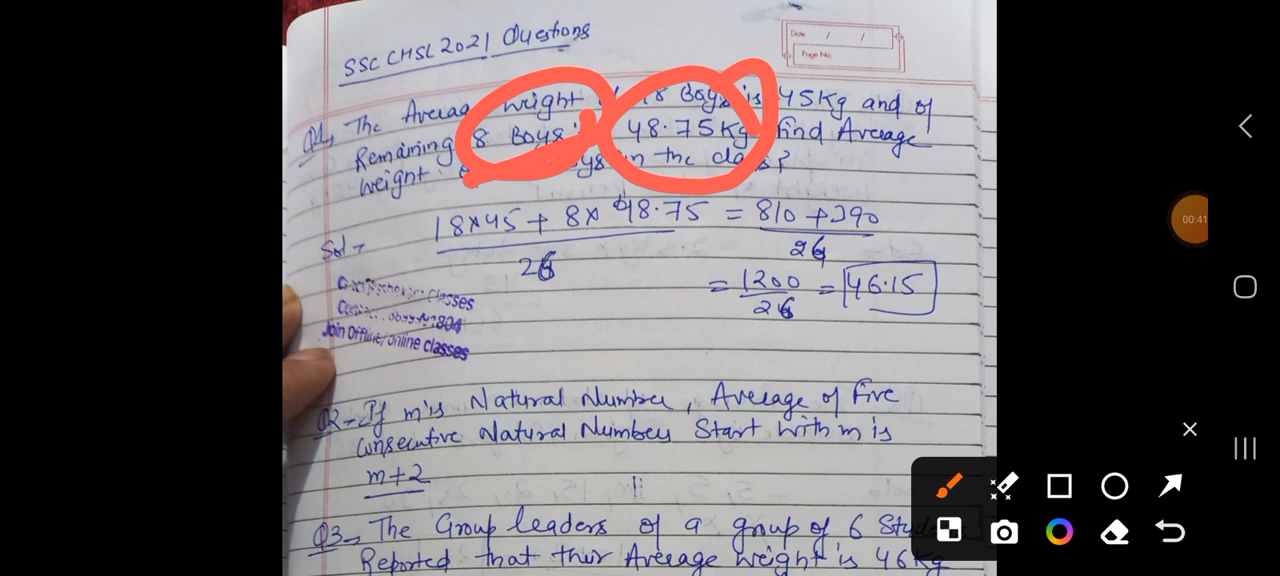 SSC CHSL 2021 Questions
Date / /
Page No.
Q1. The Average weight 18 Boys is 45Kg and of
Remaining 8 Boys 48.75Kg find Average
weight in the class?
00:41
Sol - 18×45 + 8× 48.75 = 810 + 390
26 26
= 1200 = 46.15
26
Classes
Join Offline/online classes
Q2 - If m is Natural Number, Average of Five
Consecutive Natural Numbers Start with m is
m+2
Q3 - The Group leaders of a group of 6
Reported that their Average weight is 46Kg